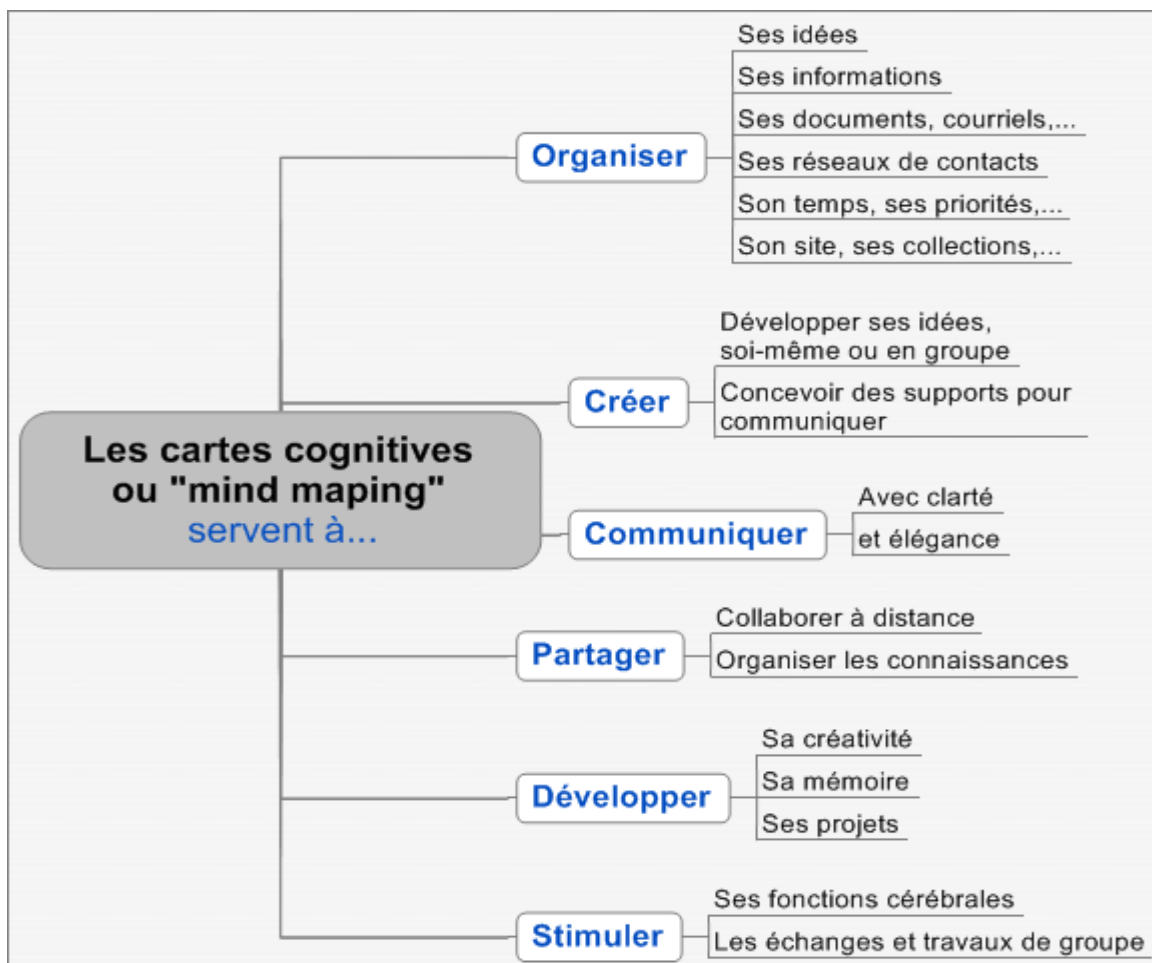 Les cartes cognitives
ou "mind maping"
servent à...
Organiser
Ses idées
Ses informations
Ses documents, courriels,...
Ses réseaux de contacts
Son temps, ses priorités,...
Son site, ses collections,...
Créer
Développer ses idées,
soi-même ou en groupe
Concevoir des supports pour
communiquer
Communiquer
Avec clarté
et élégance
Partager
Collaborer à distance
Organiser les connaissances
Développer
Sa créativité
Sa mémoire
Ses projets
Stimuler
Ses fonctions cérébrales
Les échanges et travaux de groupe